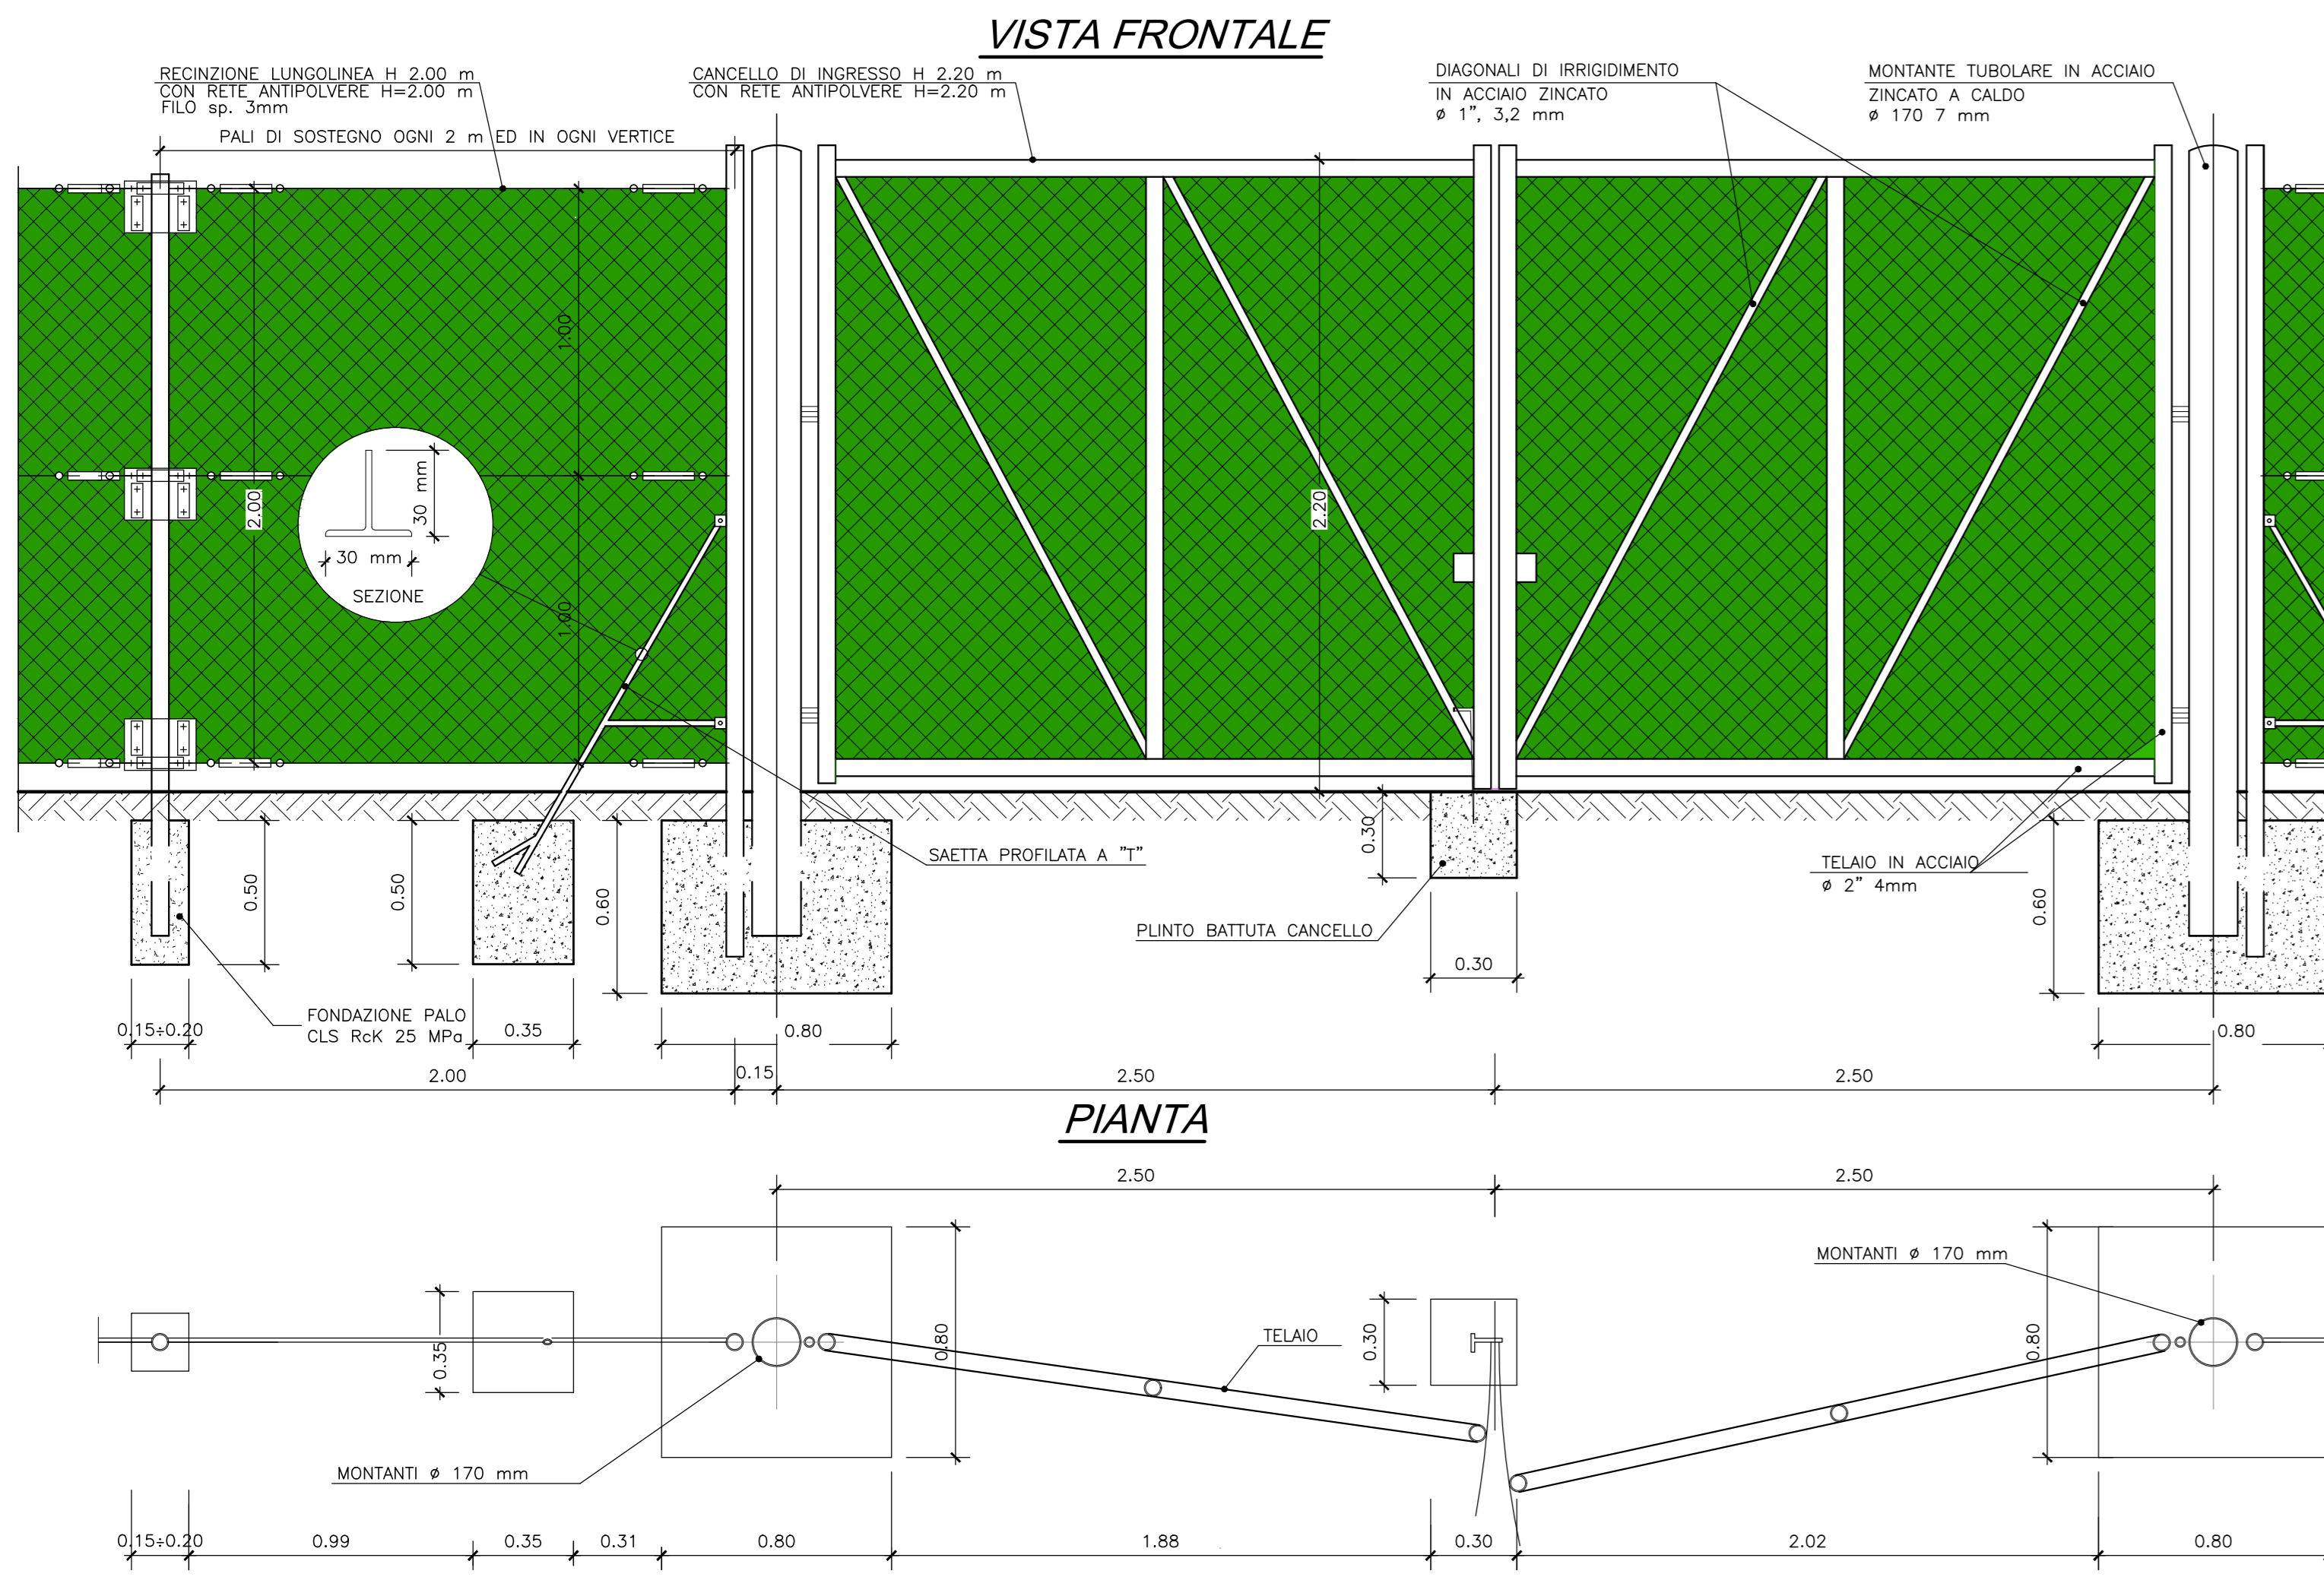 VISTA FRONTALE
RECINZIONE LUNGOLINEA H 2.00 m
CON RETE ANTIPOLVERE H=2.00 m
FILO sp. 3mm
CANCELLO DI INGRESSO H 2.20 m
CON RETE ANTIPOLVERE H=2.20 m
DIAGONALI DI IRRIGIDIMENTO
IN ACCIAIO ZINCATO
ø 1", 3,2 mm
MONTANTE TUBOLARE IN ACCIAIO
ZINCATO A CALDO
ø 170 7 mm
PALI DI SOSTEGNO OGNI 2 m ED IN OGNI VERTICE
1.00
2.00
30 mm
30 mm
SEZIONE
1.00
2.20
0.50
0.50
0.60
SAETTA PROFILATA A "T"
0.30
PLINTO BATTUTA CANCELLO
0.30
TELAIO IN ACCIAIO
ø 2" 4mm
0.60
FONDAZIONE PALO
CLS RcK 25 MPa
0.15÷0.20
0.35
0.80
0.80
2.00
0.15
2.50
2.50
PIANTA
2.50
2.50
0.35
0.80
0.30
0.80
TELAIO
MONTANTI ø 170 mm
MONTANTI ø 170 mm
0.15÷0.20
0.99
0.35
0.31
0.80
1.88
0.30
2.02
0.80